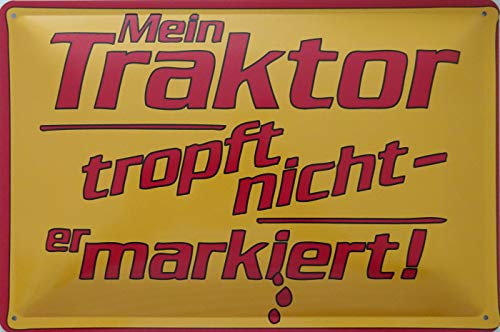 Mein
Traktor
tropft
nicht-
er markiert!